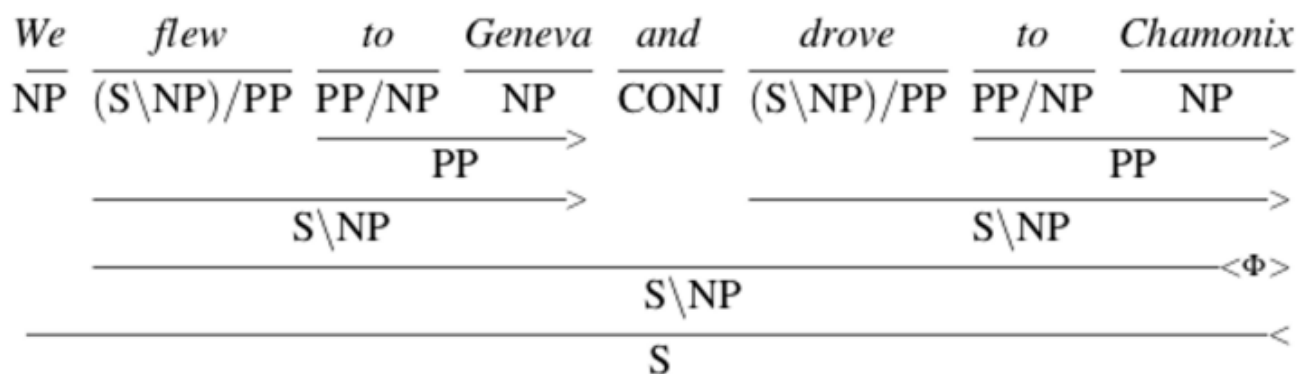 We flew to Geneva and drove to Chamonix
NP (S\NP)/PP PP/NP NP CONJ (S\NP)/PP PP/NP NP
> >
PP PP
> >
S\NP S\NP
<Φ>
S\NP
<
S